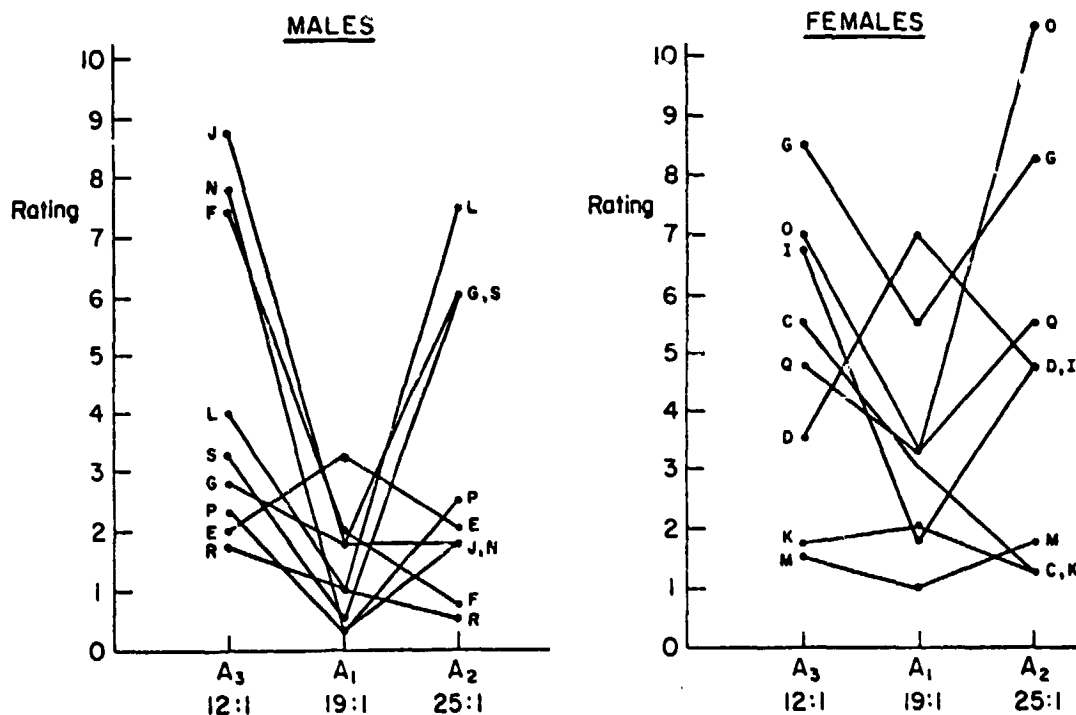 MALES
10
9
8
7
6
5
4
3
2
1
0
Rating
J
N
F
L
S
G
P
E
R
L
G,S
P
E
J,N
F
R
A3 A1 A2
12:1 19:1 25:1
FEMALES
10
9
8
7
6
5
4
3
2
1
0
Rating
G
O
I
C
Q
D
K
M
O
G
Q
D,I
M
C,K
A3 A1 A2
12:1 19:1 25:1